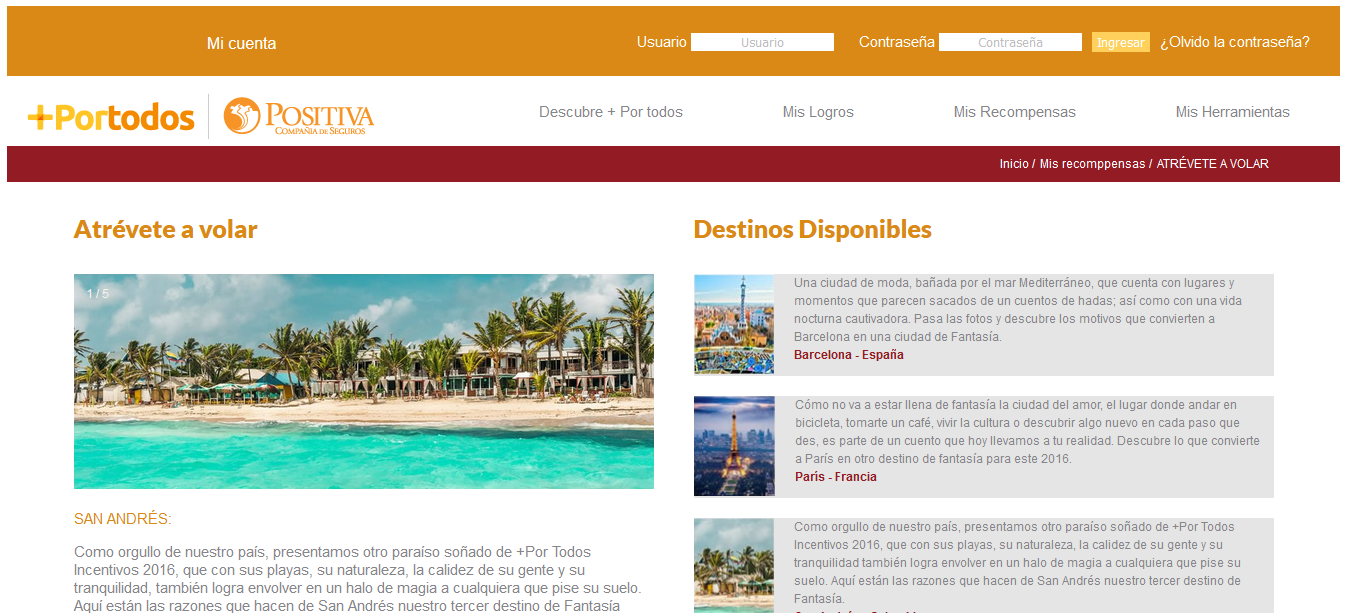 Mi cuenta
Usuario Usuario Contraseña Contraseña Ingresar ¿Olvido la contraseña?
+Portodos POSITIVA
COMPAÑIA DE SEGUROS
Descubre + Por todos Mis Logros Mis Recompensas Mis Herramientas
Inicio / Mis recomppensas / ATRÉVETE A VOLAR
Atrévete a volar
1 / 5
SAN ANDRÉS:
Como orgullo de nuestro país, presentamos otro paraíso soñado de +Por Todos
Incentivos 2016, que con sus playas, su naturaleza, la calidez de su gente y su
tranquilidad, también logra envolver en un halo de magia a cualquiera que pise su suelo.
Aquí están las razones que hacen de San Andrés nuestro tercer destino de Fantasía
Destinos Disponibles
Una ciudad de moda, bañada por el mar Mediterráneo, que cuenta con lugares y
momentos que parecen sacados de un cuentos de hadas; así como con una vida
nocturna cautivadora. Pasa las fotos y descubre los motivos que convierten a
Barcelona en una ciudad de Fantasía.
Barcelona - España
Cómo no va a estar llena de fantasía la ciudad del amor, el lugar donde andar en
bicicleta, tomarte un café, vivir la cultura o descubrir algo nuevo en cada paso que
des, es parte de un cuento que hoy llevamos a tu realidad. Descubre lo que convierte
a París en otro destino de fantasía para este 2016.
París - Francia
Como orgullo de nuestro país, presentamos otro paraíso soñado de +Por Todos
Incentivos 2016, que con sus playas, su naturaleza, la calidez de su gente y su
tranquilidad también logra envolver en un halo de magia a cualquiera que pise su
suelo. Aquí están las razones que hacen de San Andrés nuestro tercer destino de
Fantasía.